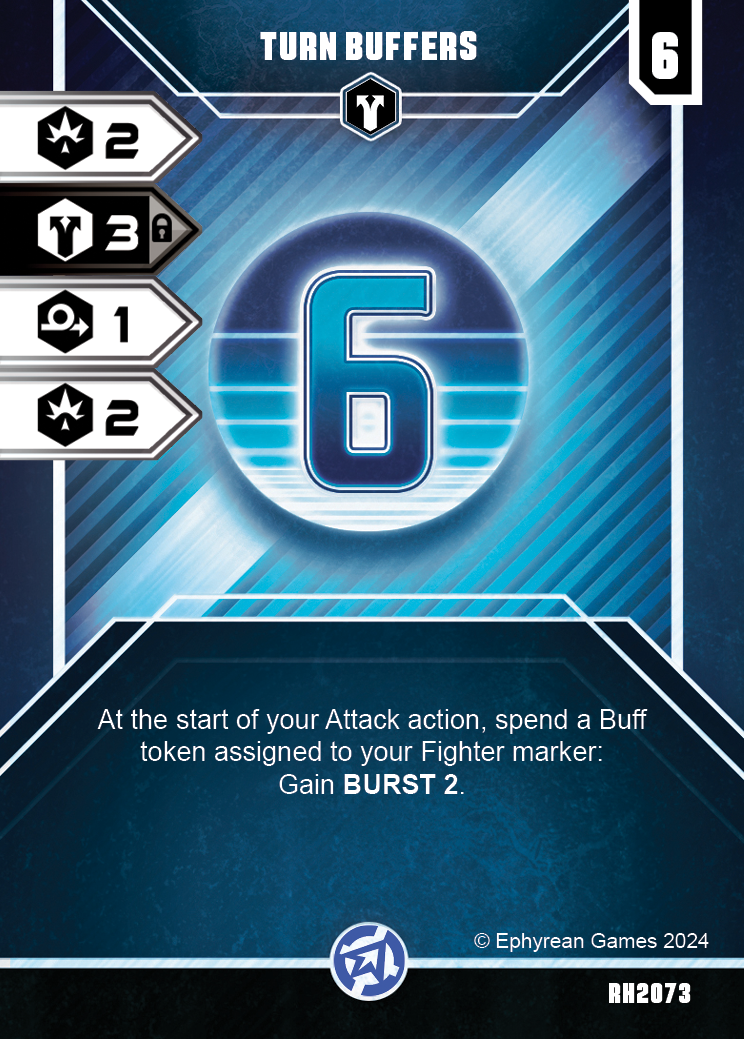 TURN BUFFERS
6
2
3
1
2
6
At the start of your Attack action, spend a Buff
token assigned to your Fighter marker:
Gain BURST 2.
© Ephyrean Games 2024
RH2073